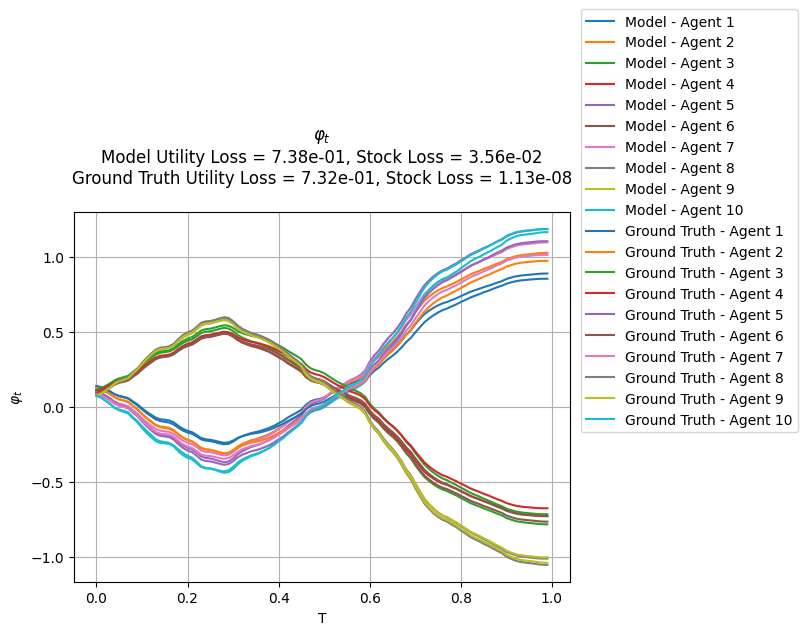 φₜ
Model Utility Loss = 7.38e-01, Stock Loss = 3.56e-02
Ground Truth Utility Loss = 7.32e-01, Stock Loss = 1.13e-08
Model - Agent 1
Model - Agent 2
Model - Agent 3
Model - Agent 4
Model - Agent 5
Model - Agent 6
Model - Agent 7
Model - Agent 8
Model - Agent 9
Model - Agent 10
Ground Truth - Agent 1
Ground Truth - Agent 2
Ground Truth - Agent 3
Ground Truth - Agent 4
Ground Truth - Agent 5
Ground Truth - Agent 6
Ground Truth - Agent 7
Ground Truth - Agent 8
Ground Truth - Agent 9
Ground Truth - Agent 10
φₜ
1.0
0.5
0.0
−0.5
−1.0
0.0 0.2 0.4 0.6 0.8 1.0
T